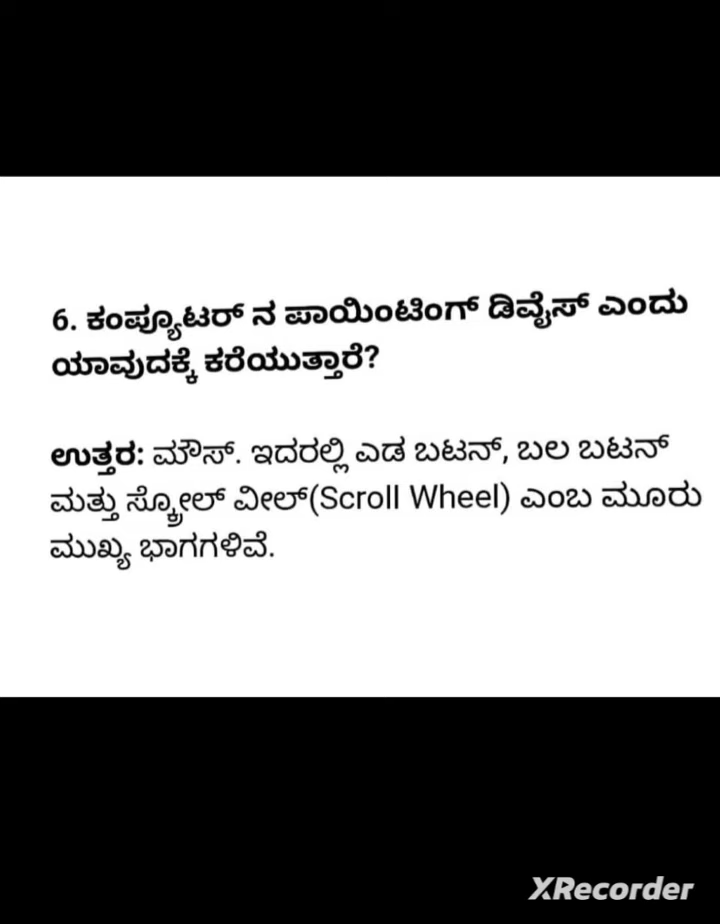 6. ಕಂಪ್ಯೂಟರ್ ನ ಪಾಯಿಂಟಿಂಗ್ ಡಿವೈಸ್ ಎಂದು
ಯಾವುದಕ್ಕೆ ಕರೆಯುತ್ತಾರೆ?
ಉತ್ತರ: ಮೌಸ್. ಇದರಲ್ಲಿ ಎಡ ಬಟನ್, ಬಲ ಬಟನ್
ಮತ್ತು ಸ್ಕ್ರೋಲ್ ವೀಲ್(Scroll Wheel) ಎಂಬ ಮೂರು
ಮುಖ್ಯ ಭಾಗಗಳಿವೆ.
XRecorder